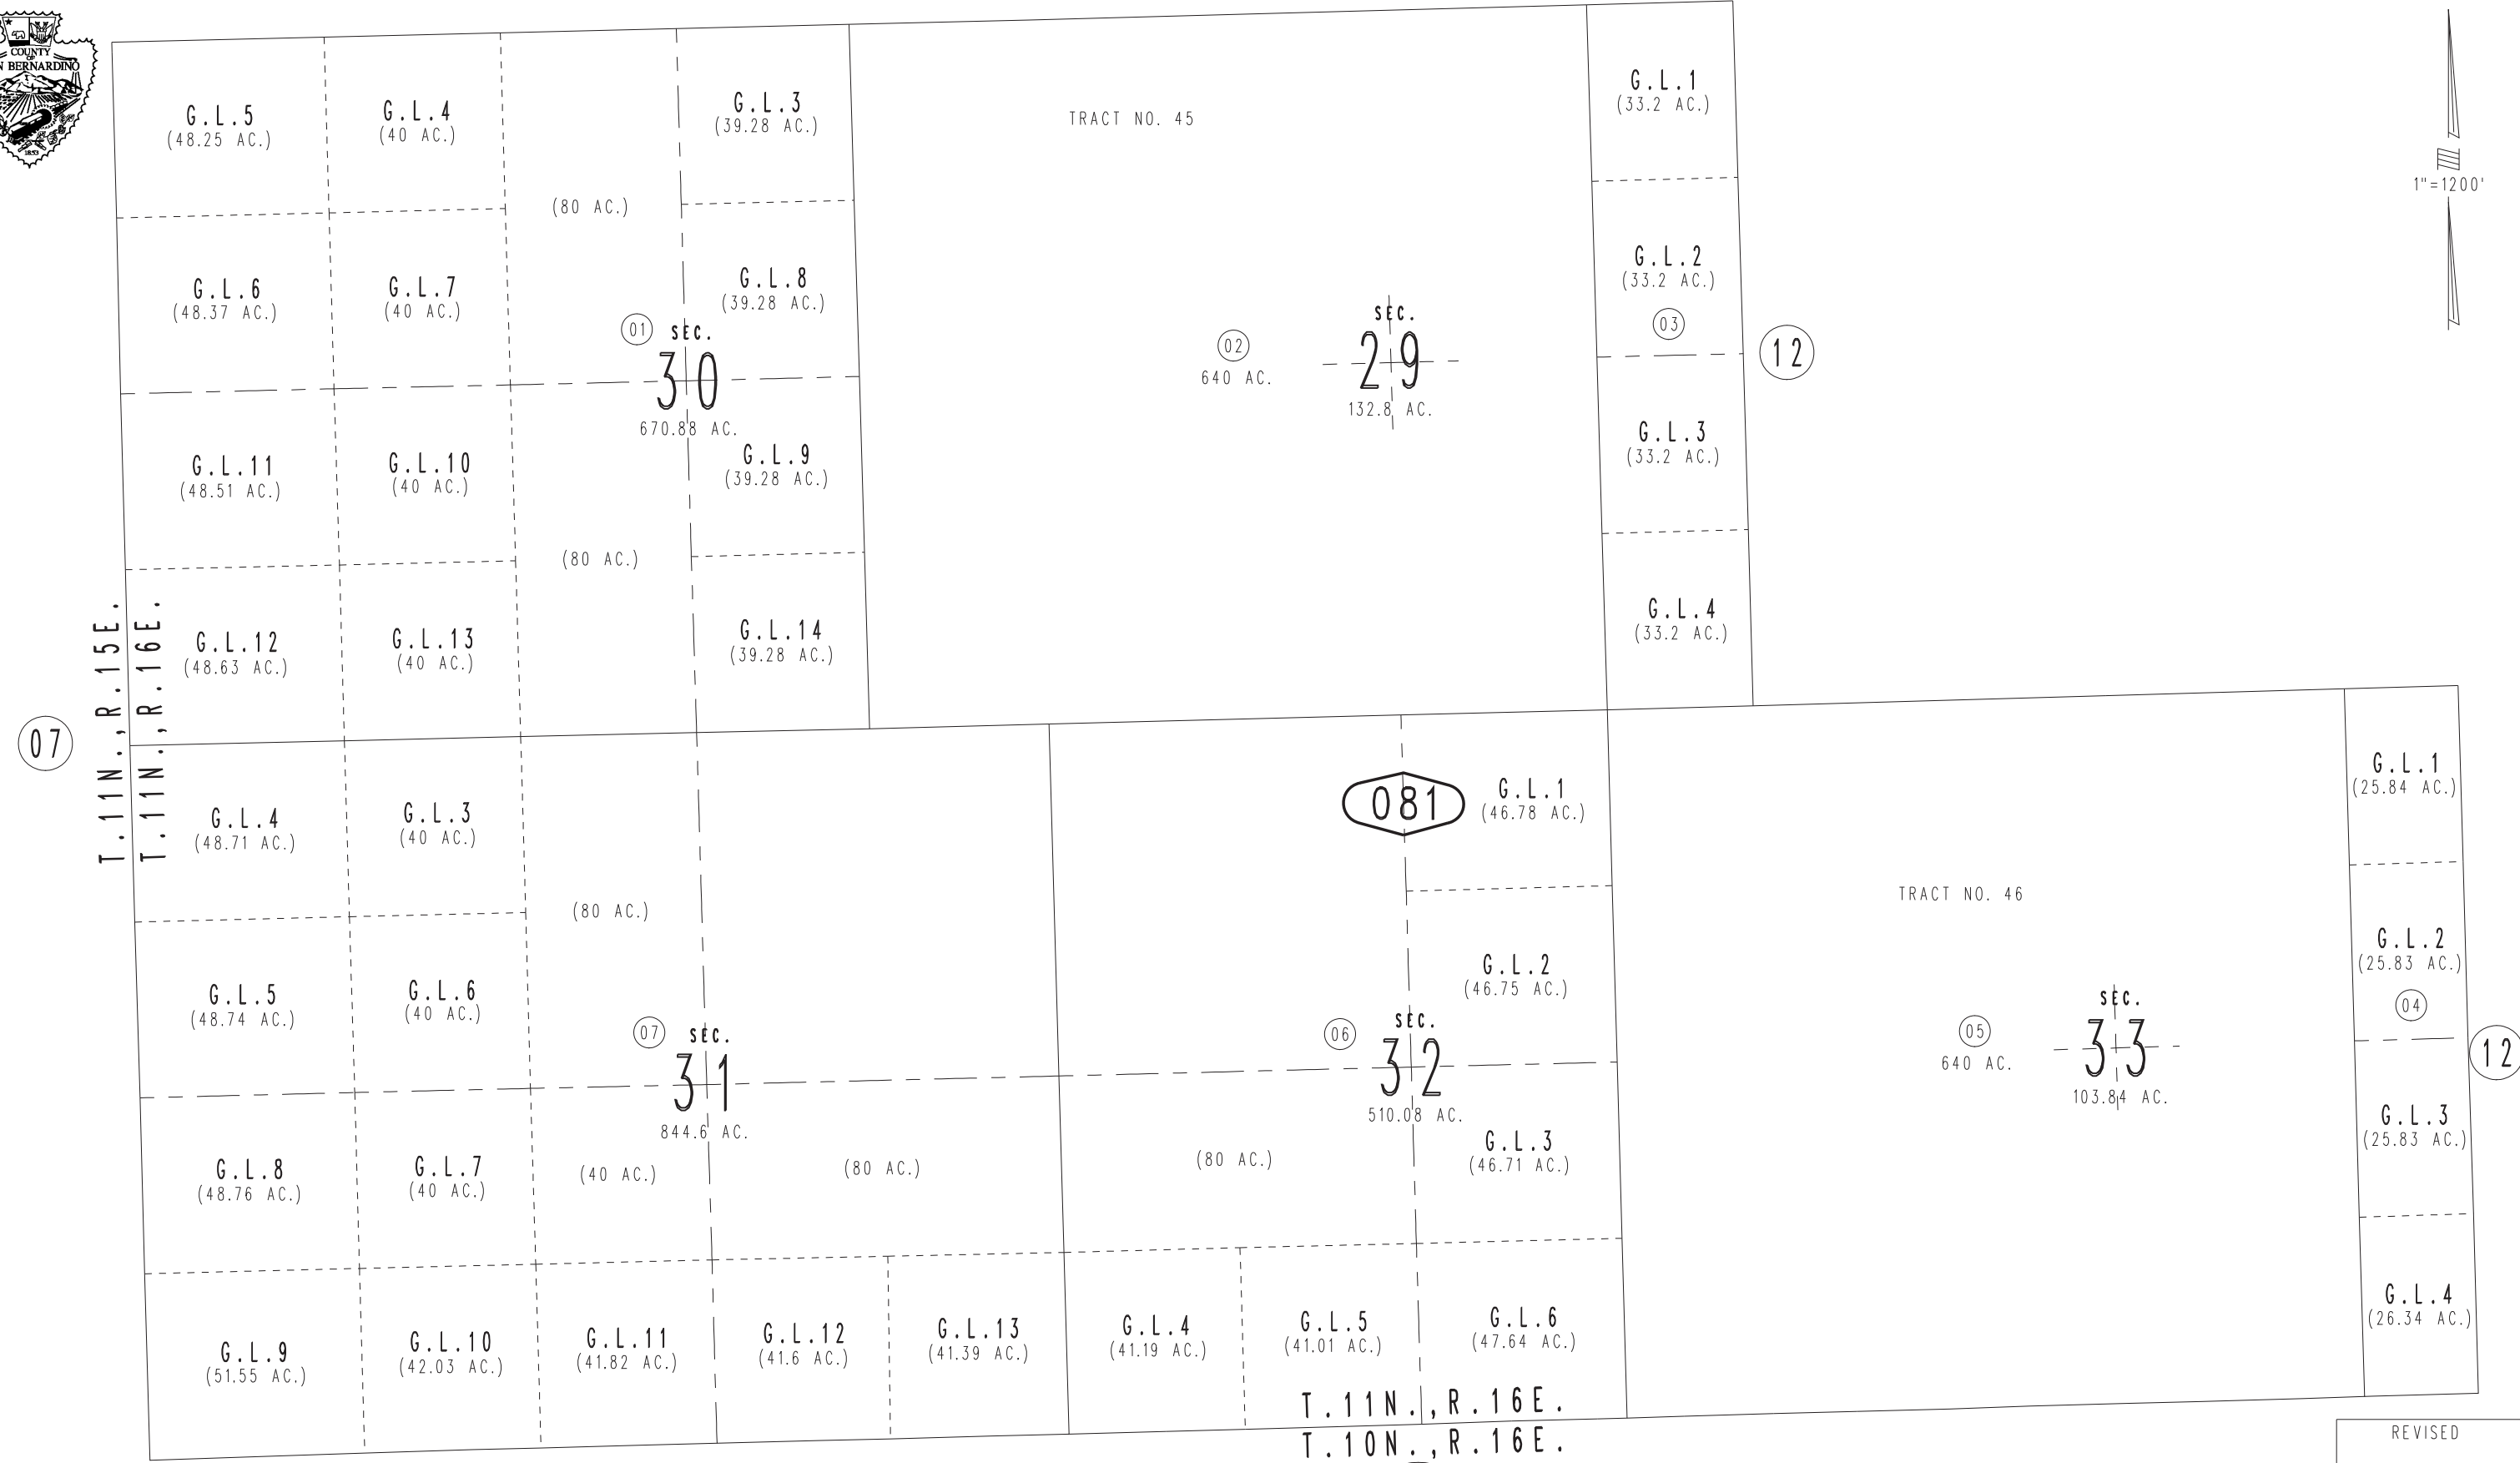 COUNTY
OF
N BERNARDINO
1853
G.L.5
(48.25 AC.)
G.L.4
(40 AC.)
(80 AC.)
G.L.3
(39.28 AC.)
TRACT NO. 45
G.L.1
(33.2 AC.)
1"=1200'
G.L.6
(48.37 AC.)
G.L.7
(40 AC.)
01
SEC.
30
670.88 AC.
G.L.8
(39.28 AC.)
02
640 AC.
SEC.
29
132.8 AC.
G.L.2
(33.2 AC.)
03
12
G.L.11
(48.51 AC.)
G.L.10
(40 AC.)
(80 AC.)
G.L.9
(39.28 AC.)
G.L.3
(33.2 AC.)
G.L.12
(48.63 AC.)
G.L.13
(40 AC.)
G.L.14
(39.28 AC.)
G.L.4
(33.2 AC.)
07
T.11N.,R.15E.
T.11N.,R.16E.
G.L.4
(48.71 AC.)
G.L.3
(40 AC.)
(80 AC.)
081
G.L.1
(46.78 AC.)
TRACT NO. 46
G.L.1
(25.84 AC.)
G.L.5
(48.74 AC.)
G.L.6
(40 AC.)
07
SEC.
31
844.6 AC.
06
SEC.
32
510.08 AC.
G.L.2
(46.75 AC.)
05
640 AC.
SEC.
33
103.84 AC.
G.L.2
(25.83 AC.)
04
12
G.L.8
(48.76 AC.)
G.L.7
(40 AC.)
(40 AC.)
(80 AC.)
(80 AC.)
G.L.3
(46.71 AC.)
G.L.3
(25.83 AC.)
G.L.9
(51.55 AC.)
G.L.10
(42.03 AC.)
G.L.11
(41.82 AC.)
G.L.12
(41.6 AC.)
G.L.13
(41.39 AC.)
G.L.4
(41.19 AC.)
G.L.5
(41.01 AC.)
G.L.6
(47.64 AC.)
G.L.4
(26.34 AC.)
T.11N.,R.16E.
T.10N.,R.16E.
REVISED